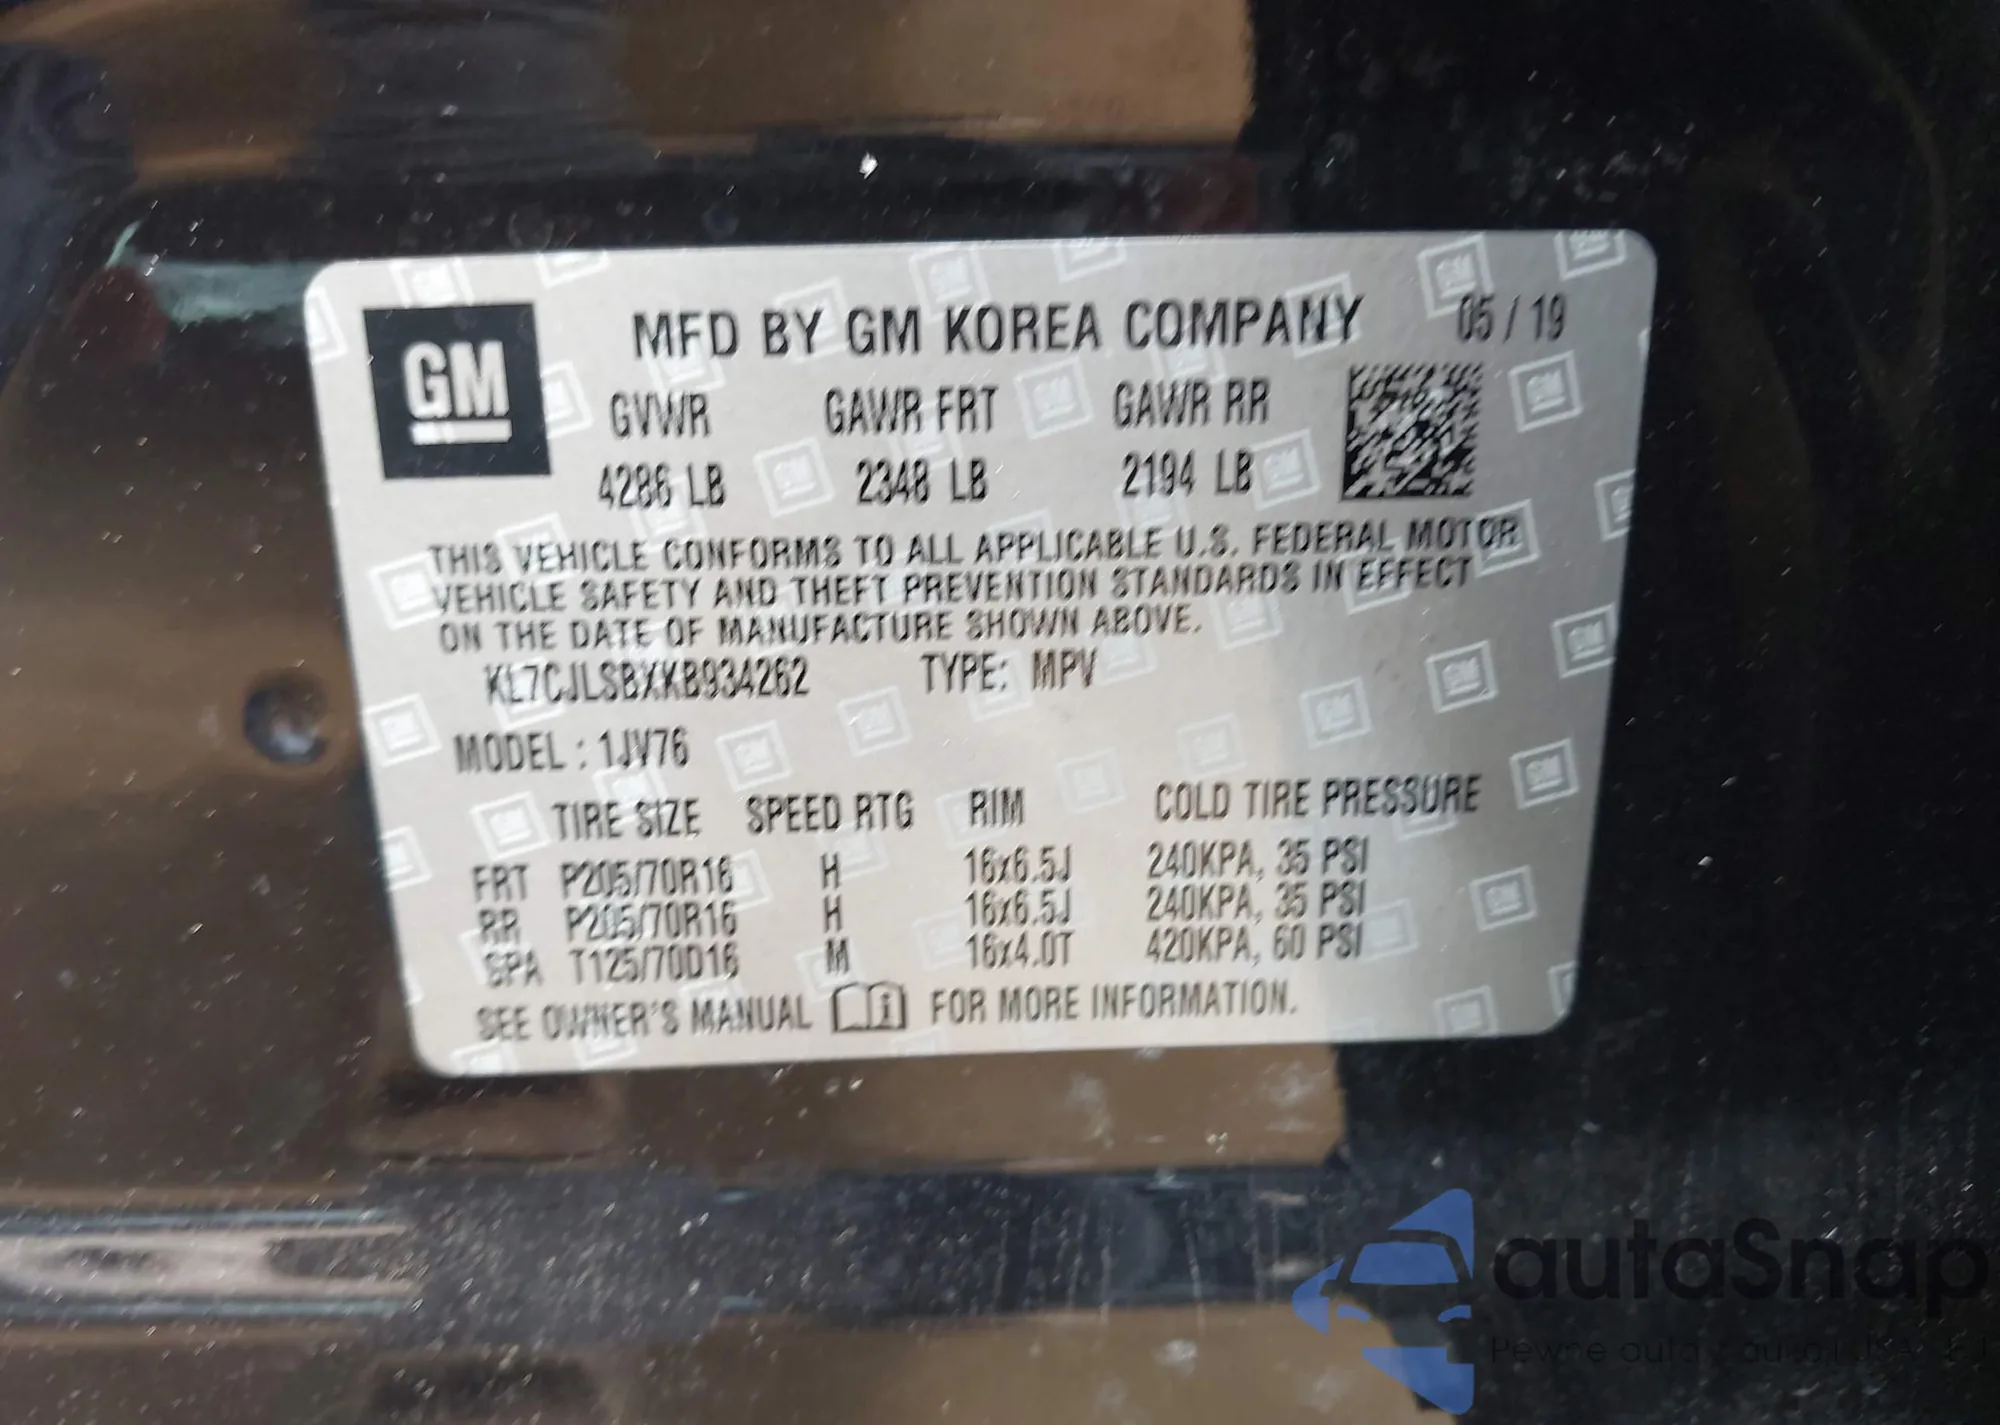 GM
MFD BY GM KOREA COMPANY 05 / 19
GVWR GAWR FRT GAWR RR
4286 LB 2348 LB 2194 LB
THIS VEHICLE CONFORMS TO ALL APPLICABLE U.S. FEDERAL MOTOR
VEHICLE SAFETY AND THEFT PREVENTION STANDARDS IN EFFECT
ON THE DATE OF MANUFACTURE SHOWN ABOVE.
KL7CJLSBXKB934262 TYPE: MPV
MODEL : 1JV76
TIRE SIZE SPEED RTG RIM COLD TIRE PRESSURE
FRT P205/70R16 H 16x6.5J 240KPA, 35 PSI
RR P205/70R16 H 16x6.5J 240KPA, 35 PSI
SPA T125/70D16 M 16x4.0T 420KPA, 60 PSI
SEE OWNER'S MANUAL i FOR MORE INFORMATION.
autaSnap
Pewne auta